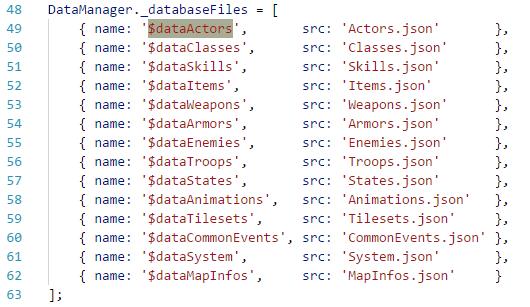 48 DataManager._databaseFiles = [
49     { name: '$dataActors',       src: 'Actors.json'       },
50     { name: '$dataClasses',      src: 'Classes.json'      },
51     { name: '$dataSkills',       src: 'Skills.json'       },
52     { name: '$dataItems',        src: 'Items.json'        },
53     { name: '$dataWeapons',      src: 'Weapons.json'      },
54     { name: '$dataArmors',       src: 'Armors.json'       },
55     { name: '$dataEnemies',      src: 'Enemies.json'      },
56     { name: '$dataTroops',       src: 'Troops.json'       },
57     { name: '$dataStates',       src: 'States.json'       },
58     { name: '$dataAnimations',   src: 'Animations.json'   },
59     { name: '$dataTilesets',     src: 'Tilesets.json'     },
60     { name: '$dataCommonEvents', src: 'CommonEvents.json' },
61     { name: '$dataSystem',       src: 'System.json'       },
62     { name: '$dataMapInfos',     src: 'MapInfos.json'     }
63 ];